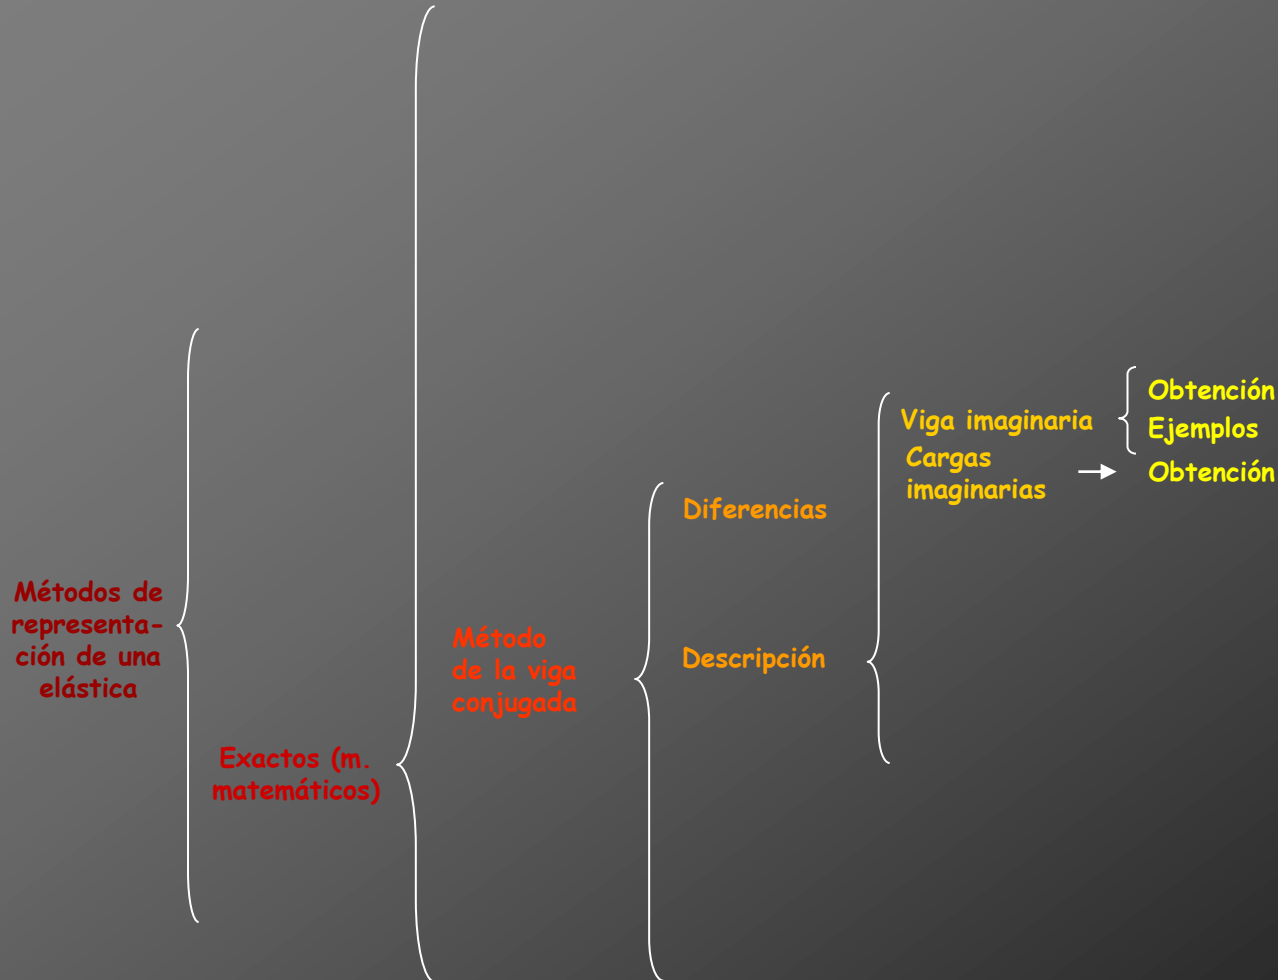 Métodos de
representa-
ción de una
elástica
Exactos (m.
matemáticos)
Método
de la viga
conjugada
Diferencias
Descripción
Viga imaginaria
Cargas
imaginarias
Obtención
Ejemplos
Obtención